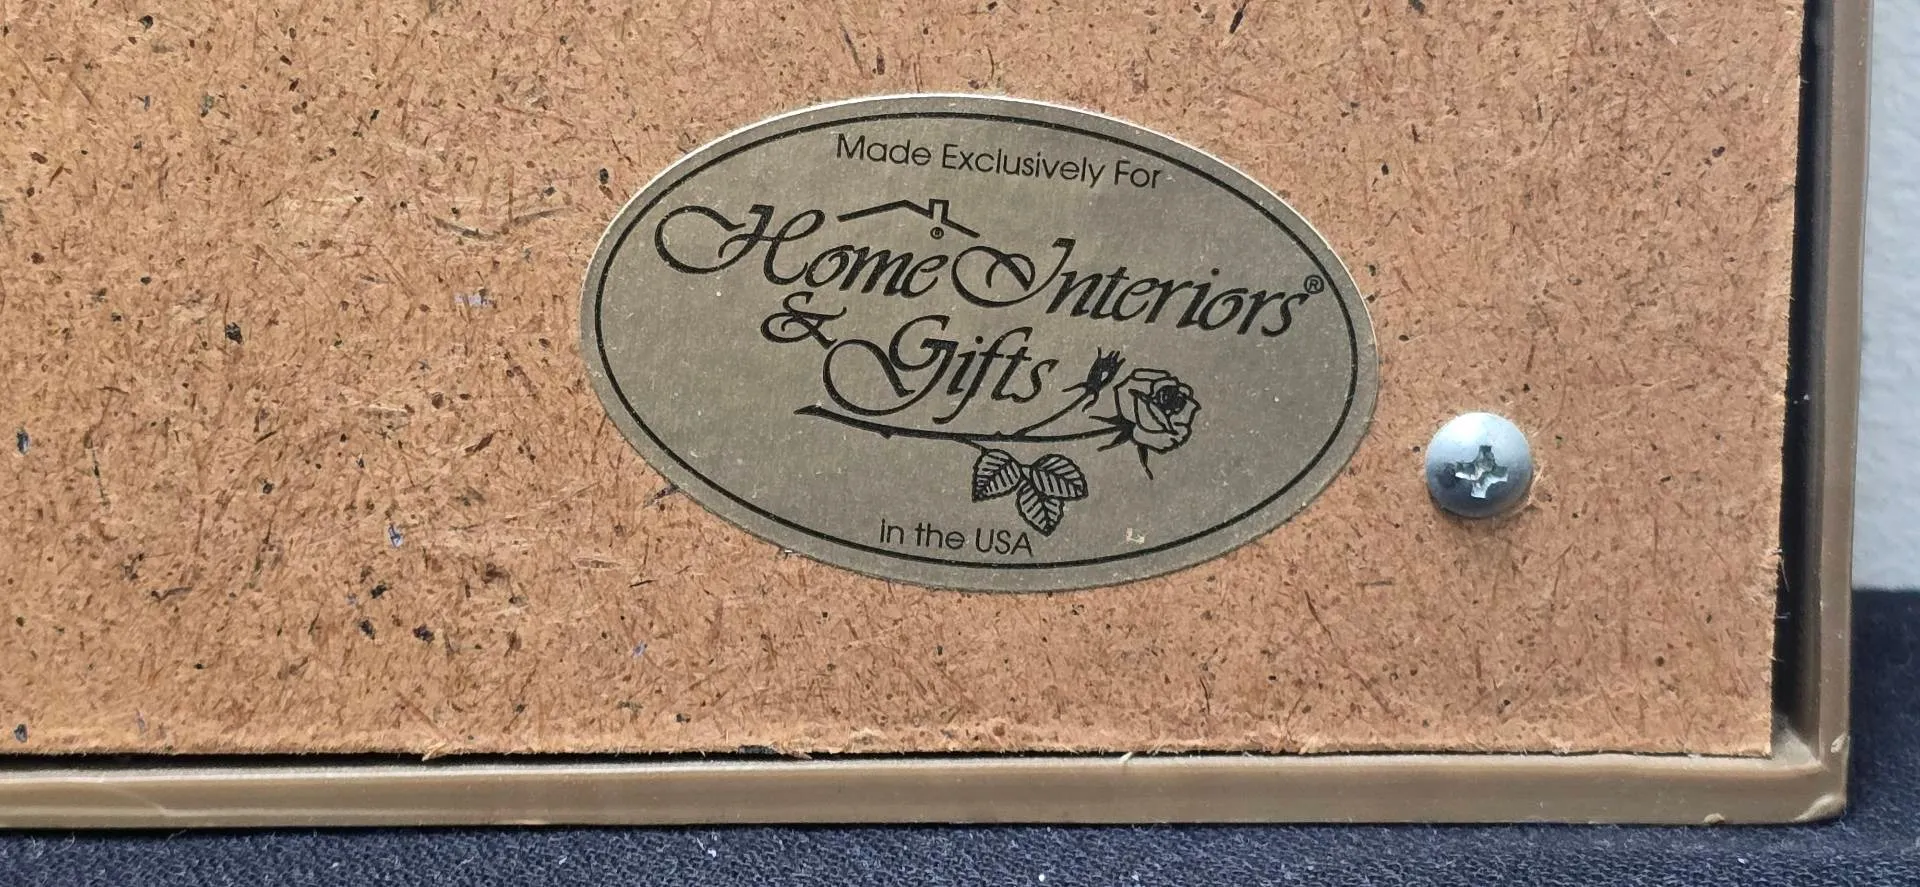 Made Exclusively For
Home Interiors®
& Gifts
in the USA